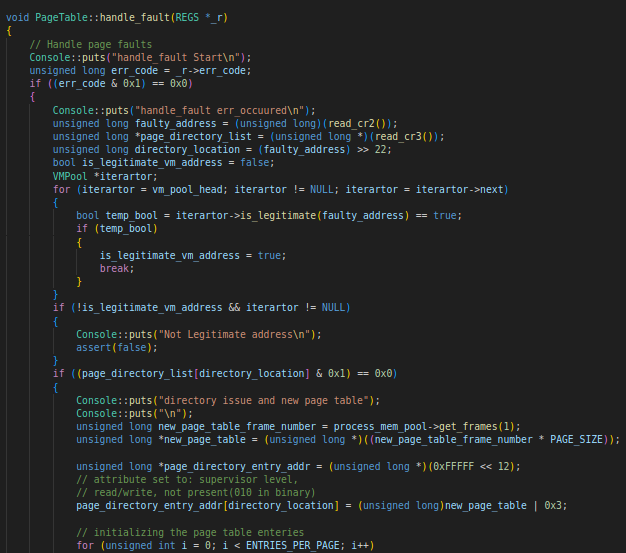 void PageTable::handle_fault(REGS *_r)
{
// Handle page faults
Console::puts("handle_fault Start\n");
unsigned long err_code = _r->err_code;
if ((err_code & 0x1) == 0x0)
{
Console::puts("handle_fault err_occuured\n");
unsigned long faulty_address = (unsigned long)(read_cr2());
unsigned long *page_directory_list = (unsigned long *)(read_cr3());
unsigned long directory_location = (faulty_address) >> 22;
bool is_legitimate_vm_address = false;
VMPool *iterartor;
for (iterartor = vm_pool_head; iterartor != NULL; iterartor = iterartor->next)
{
bool temp_bool = iterartor->is_legitimate(faulty_address) == true;
if (temp_bool)
{
is_legitimate_vm_address = true;
break;
}
}
if (!is_legitimate_vm_address && iterartor != NULL)
{
Console::puts("Not Legitimate address\n");
assert(false);
}
if ((page_directory_list[directory_location] & 0x1) == 0x0)
{
Console::puts("directory issue and new page table");
Console::puts("\n");
unsigned long new_page_table_frame_number = process_mem_pool->get_frames(1);
unsigned long *new_page_table = (unsigned long *)((new_page_table_frame_number * PAGE_SIZE));
unsigned long *page_directory_entry_addr = (unsigned long *)(0xFFFFF << 12);
// attribute set to: supervisor level,
// read/write, not present(010 in binary)
page_directory_entry_addr[directory_location] = (unsigned long)new_page_table | 0x3;
// initializing the page table enteries
for (unsigned int i = 0; i < ENTRIES_PER_PAGE; i++)